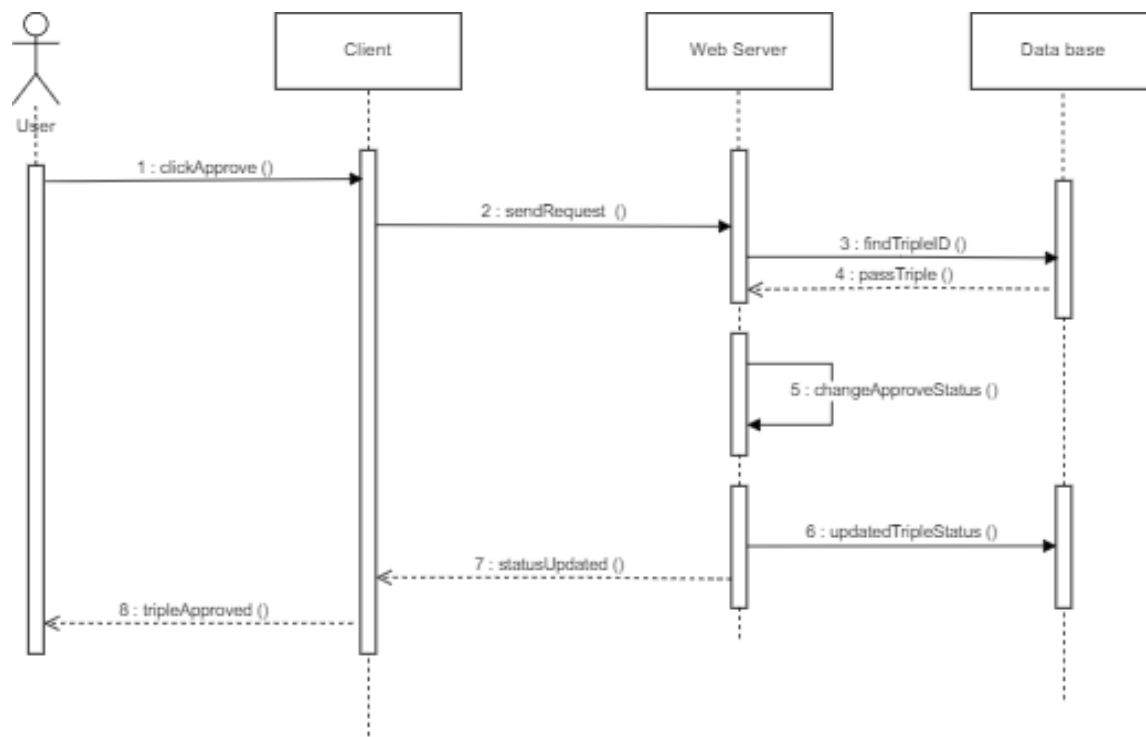 Client
Web Server
Data base
User
1 : clickApprove ()
2 : sendRequest ()
3 : findTripleID ()
4 : passTriple ()
5 : changeApproveStatus ()
6 : updatedTripleStatus ()
7 : statusUpdated ()
8 : tripleApproved ()